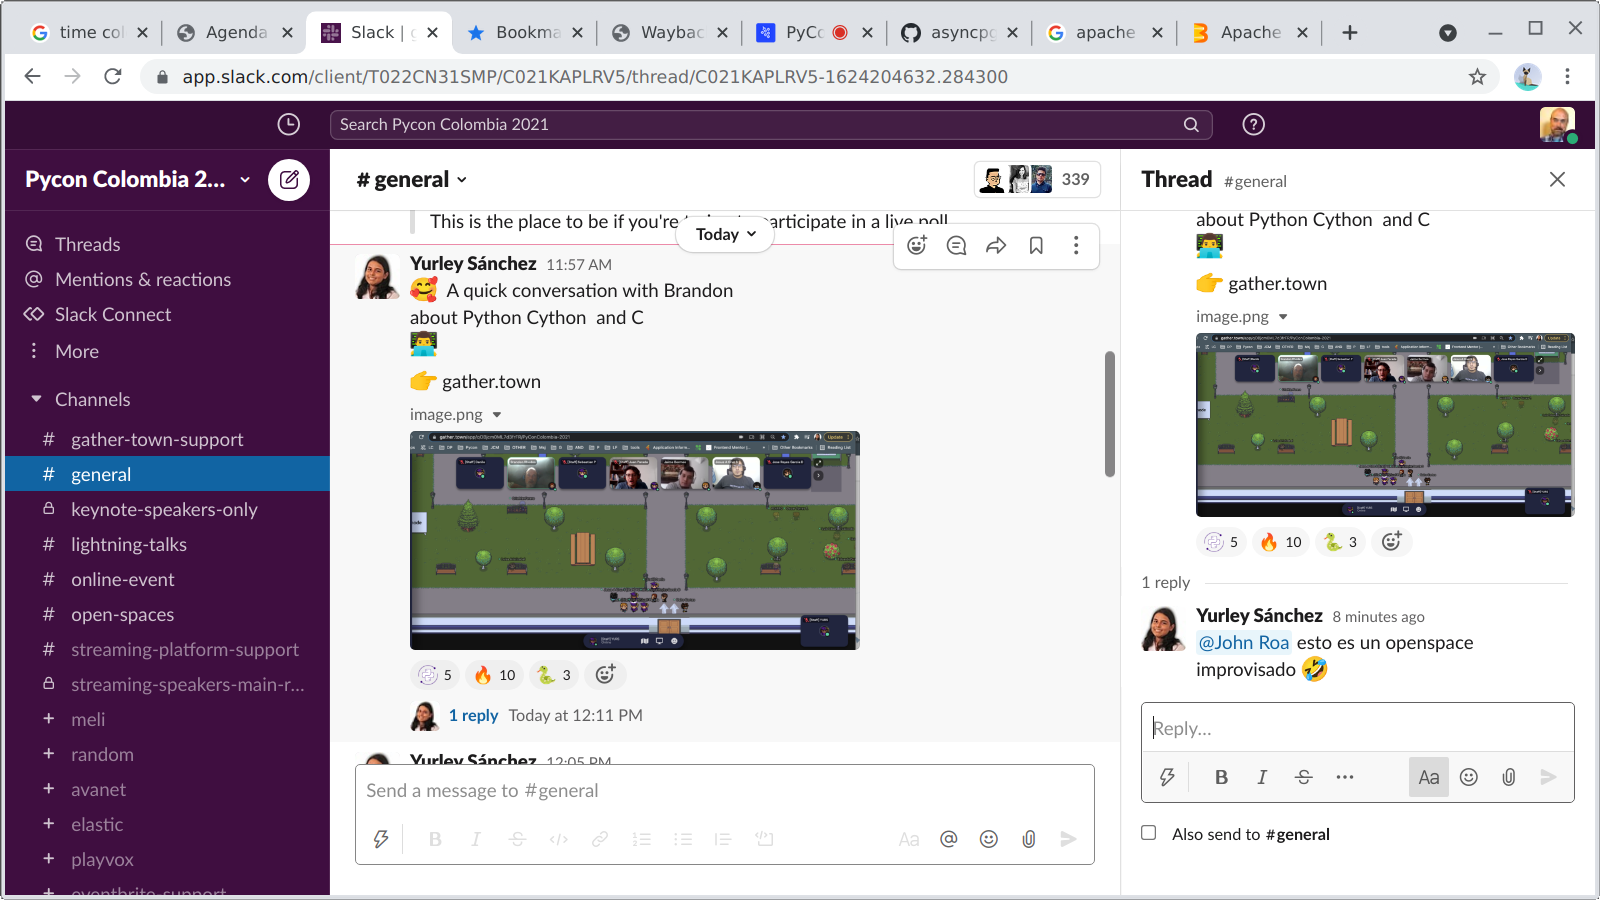 time col
Agenda
Slack | g
Bookma
Wayba
PyCo
asyncpg
apache
Apache
app.slack.com/client/T022CN31SMP/C021KAPLRV5/thread/C021KAPLRV5-1624204632.284300
Search Pycon Colombia 2021
Pycon Colombia 2...
Threads
Mentions & reactions
Slack Connect
More
Channels
# gather-town-support
# general
keynote-speakers-only
# lightning-talks
# online-event
# open-spaces
# streaming-platform-support
streaming-speakers-main-r...
+ meli
+ random
+ avanet
+ elastic
+ playvox
+ eventbrite-support
# general
339
This is the place to be if you're
participate in a live poll
Today
Yurley Sánchez 11:57 AM
🥰 A quick conversation with Brandon
about Python Cython and C
👨‍💻
👉 gather.town
image.png
5 🔥 10 🐍 3
1 reply Today at 12:11 PM
Yurley Sánchez 12:05 PM
Send a message to #general
B I S
Aa @
Thread #general
about Python Cython and C
👨‍💻
👉 gather.town
image.png
5 🔥 10 🐍 3
1 reply
Yurley Sánchez 8 minutes ago
@John Roa esto es un openspace
improvisado 🤣
Reply...
B I S ... Aa
Also send to #general